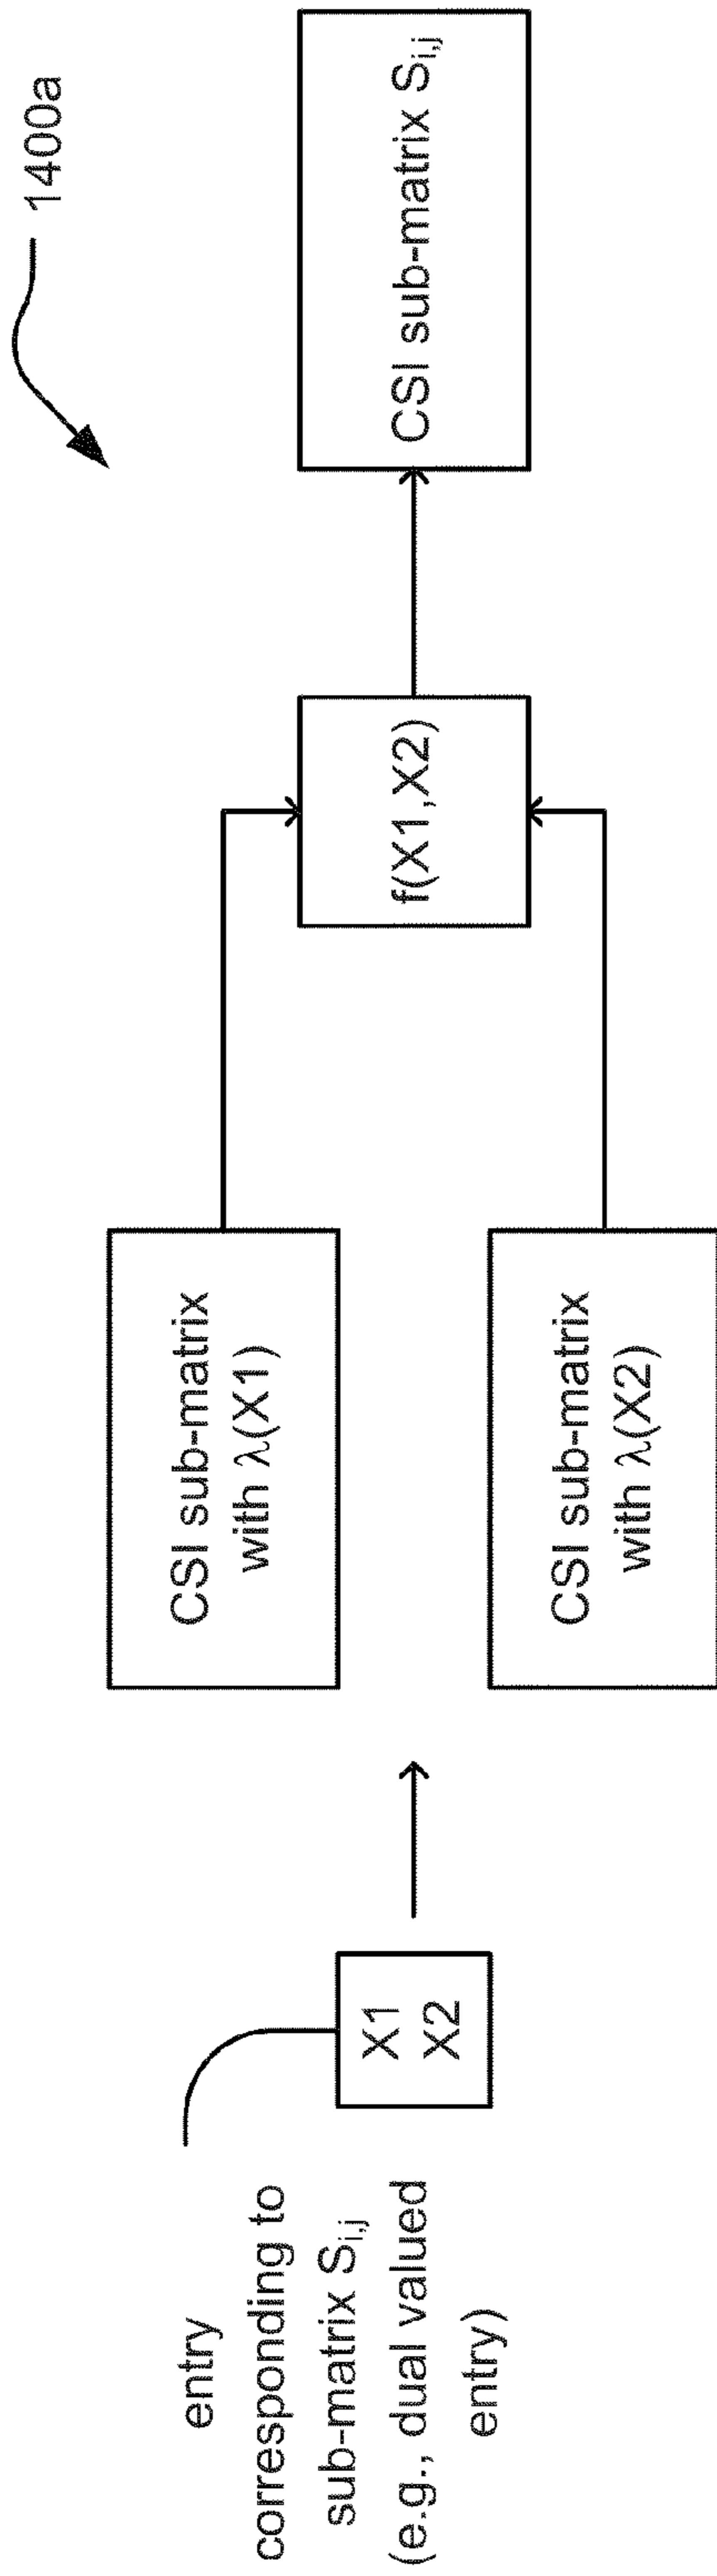 1400a
entry
corresponding to
sub-matrix Si,j
(e.g., dual valued
entry)
X1
X2
CSI sub-matrix
with λ(X1)
CSI sub-matrix
with λ(X2)
f(X1,X2)
CSI sub-matrix Si,j